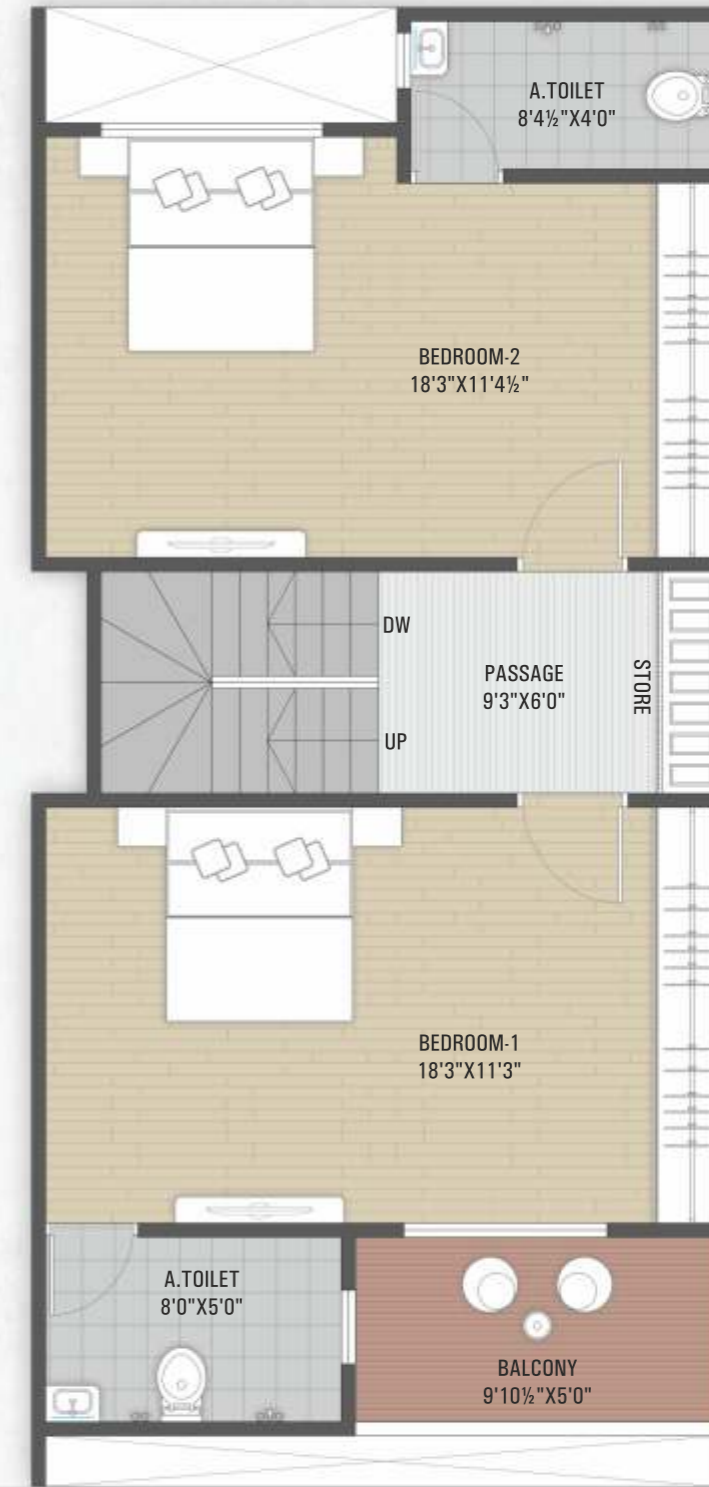 A.TOILET
8'4½"X4'0"
BEDROOM-2
18'3"X11'4½"
DW
PASSAGE
9'3"X6'0"
STORE
UP
BEDROOM-1
18'3"X11'3"
A.TOILET
8'0"X5'0"
BALCONY
9'10½"X5'0"